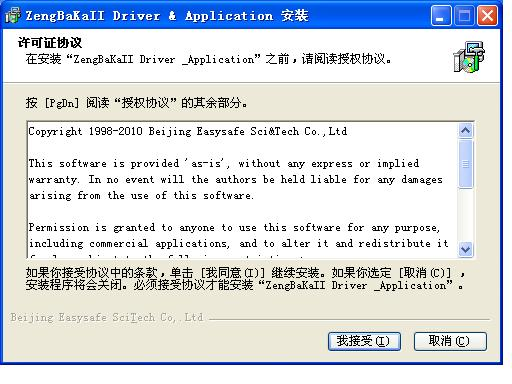 ZengBaKaII Driver & Application 安装
许可证协议
在安装“ZengBaKaII Driver _Application”之前，请阅读授权协议。
按 [PgDn] 阅读“授权协议”的其余部分。
Copyright 1998-2010 Beijing Easysafe Sci&Tech Co.,Ltd
This software is provided 'as-is', without any express or implied
warranty. In no event will the authors be held liable for any damages
arising from the use of this software.
Permission is granted to anyone to use this software for any purpose,
including commercial applications, and to alter it and redistribute it
如果你接受协议中的条款，单击 [我同意(I)] 继续安装。如果你选定 [取消(C)] ，
安装程序将会关闭。必须接受协议才能安装“ZengBaKaII Driver _Application”。
Beijing Easysafe SciTech Co,.Ltd
我接受(I)
取消(C)